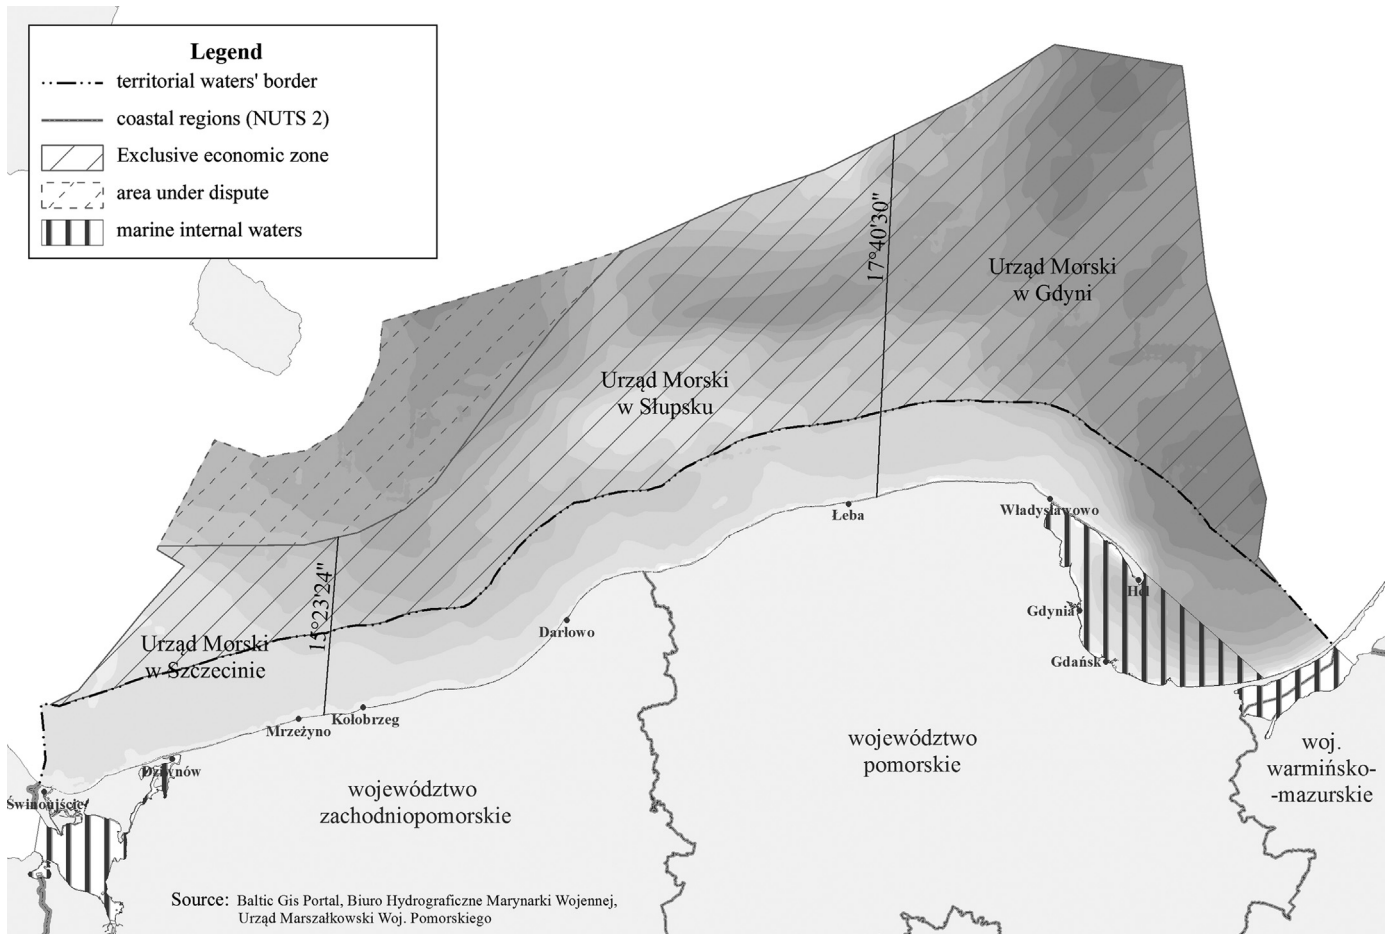 Legend
territorial waters' border
coastal regions (NUTS 2)
Exclusive economic zone
area under dispute
marine internal waters
17°40'30"
Urząd Morski
w Gdyni
Urząd Morski
w Słupsku
15°23'24"
Urząd Morski
w Szczecinie
Łeba
Władysławowo
Hel
Gdynia
Gdańsk
Darłowo
Kołobrzeg
Mrzeżyno
Dziwnów
Świnoujście
województwo
pomorskie
woj.
warmińsko-
-mazurskie
województwo
zachodniopomorskie
Source: Baltic Gis Portal, Biuro Hydrograficzne Marynarki Wojennej,
Urząd Marszałkowski Woj. Pomorskiego